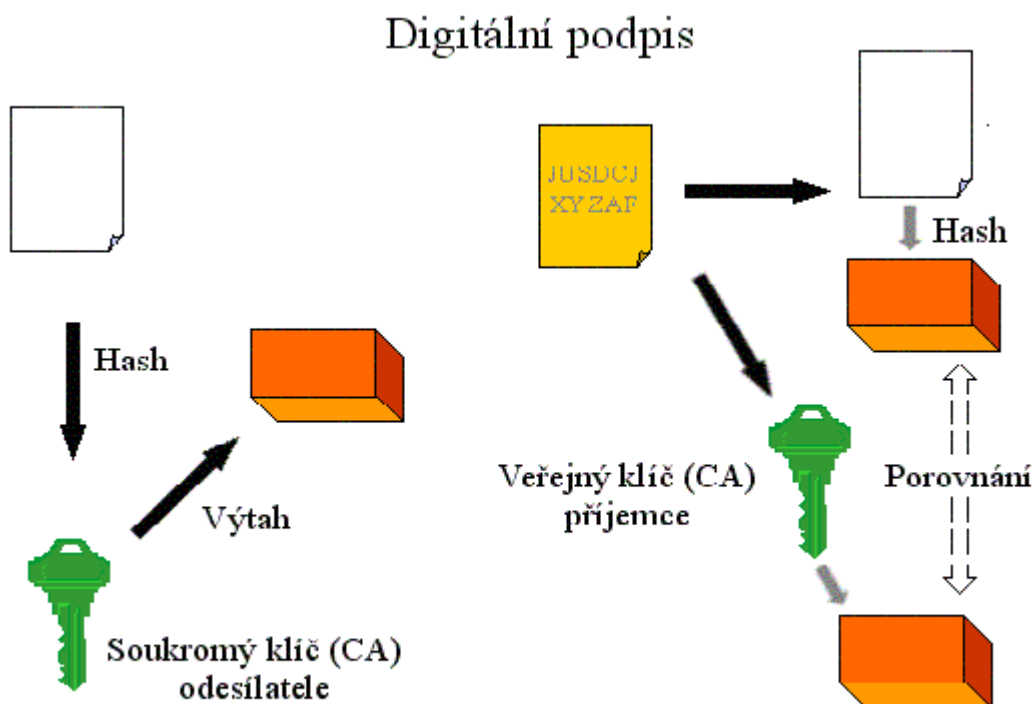 Digitální podpis
Hash
Výtah
Soukromý klíč (CA)
odesílatele
JUSDCJ
XYZAF
Hash
Veřejný klíč (CA)
příjemce
Porovnání